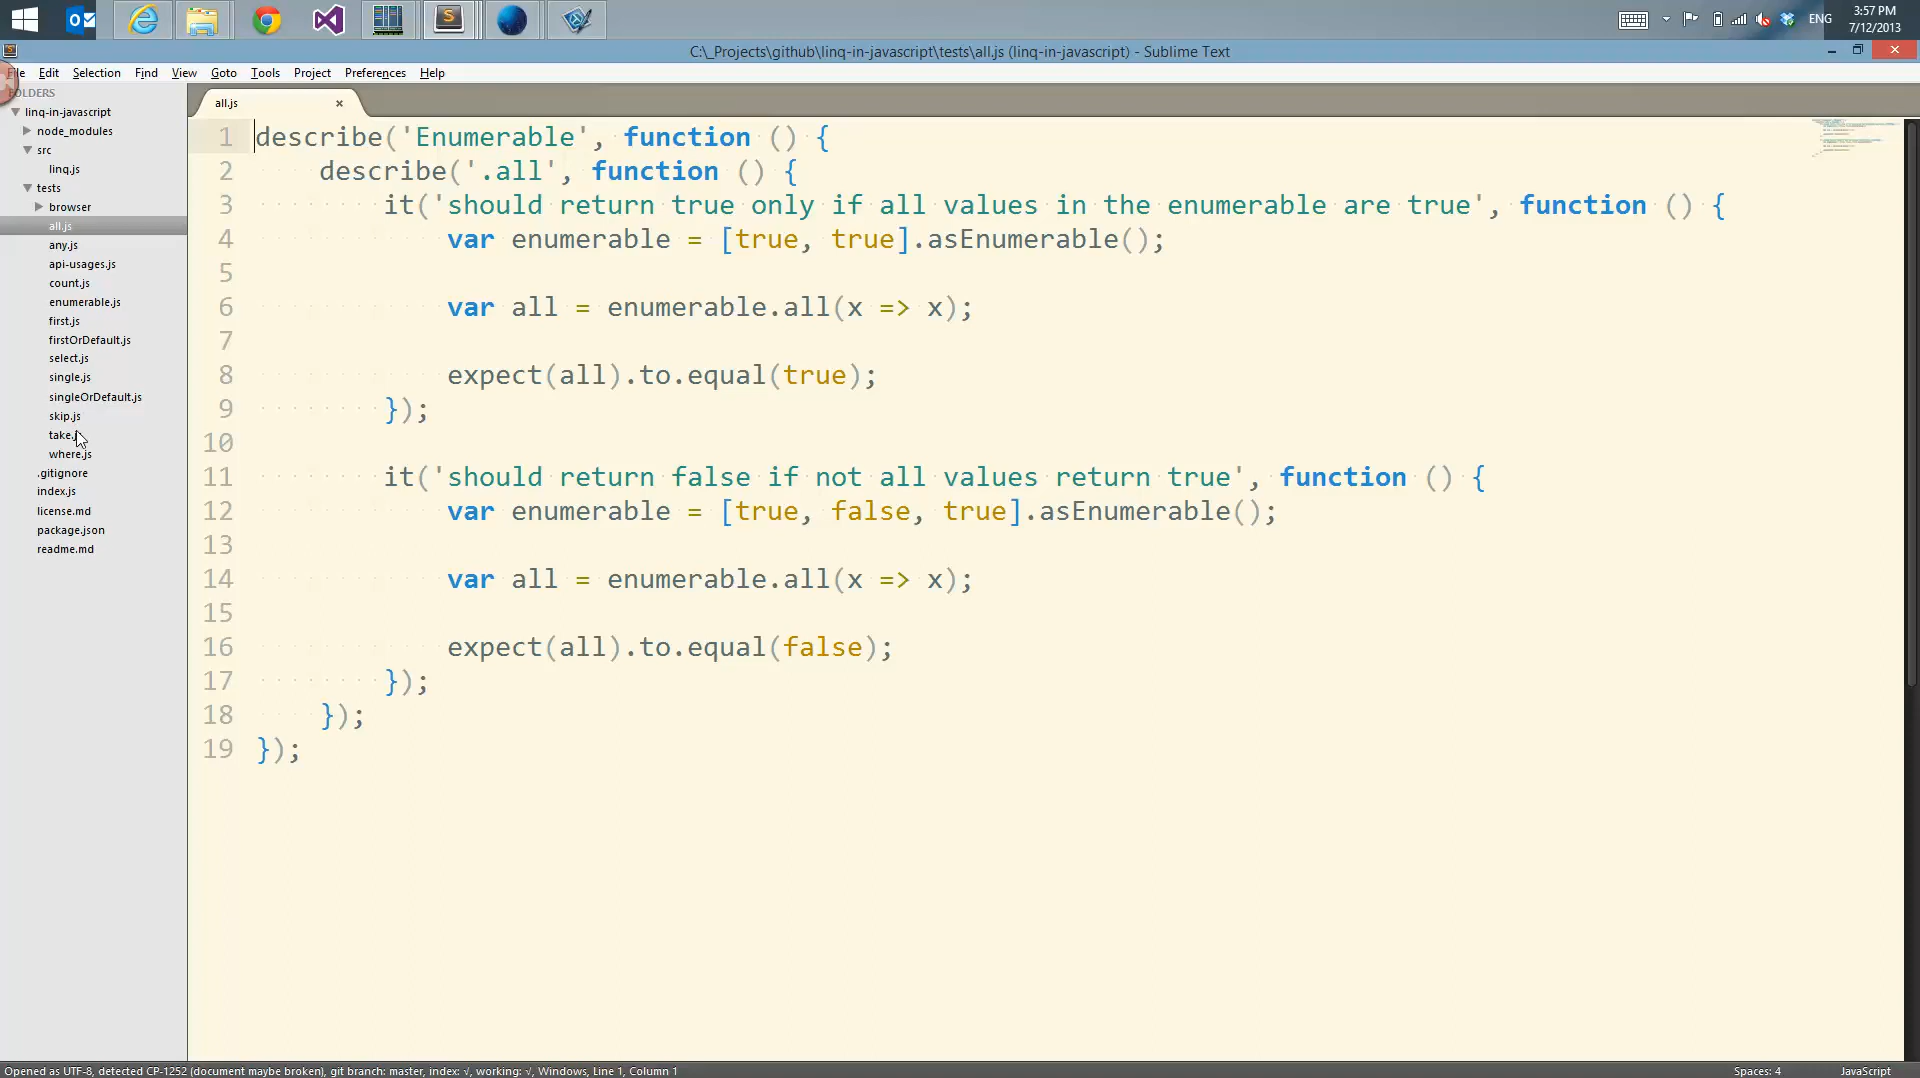 ENG
3:57 PM
7/12/2013
C:\_Projects\github\linq-in-javascript\tests\all.js (linq-in-javascript) - Sublime Text
Edit Selection Find View Goto Tools Project Preferences Help
linq-in-javascript
node_modules
src
linq.js
tests
browser
all.js
any.js
api-usages.js
count.js
enumerable.js
first.js
firstOrDefault.js
select.js
single.js
singleOrDefault.js
skip.js
where.js
.gitignore
index.js
license.md
package.json
readme.md
all.js
1 describe('Enumerable', function () {
2 describe('.all', function () {
3 it('should return true only if all values in the enumerable are true', function () {
4 var enumerable = [true, true].asEnumerable();
5
6 var all = enumerable.all(x => x);
7
8 expect(all).to.equal(true);
9 });
10
11 it('should return false if not all values return true', function () {
12 var enumerable = [true, false, true].asEnumerable();
13
14 var all = enumerable.all(x => x);
15
16 expect(all).to.equal(false);
17 });
18 });
19 });
Opened as UTF-8, detected CP-1252 (document maybe broken), git branch: master, index: √, working: √, Windows, Line 1, Column 1
Spaces: 4
JavaScript